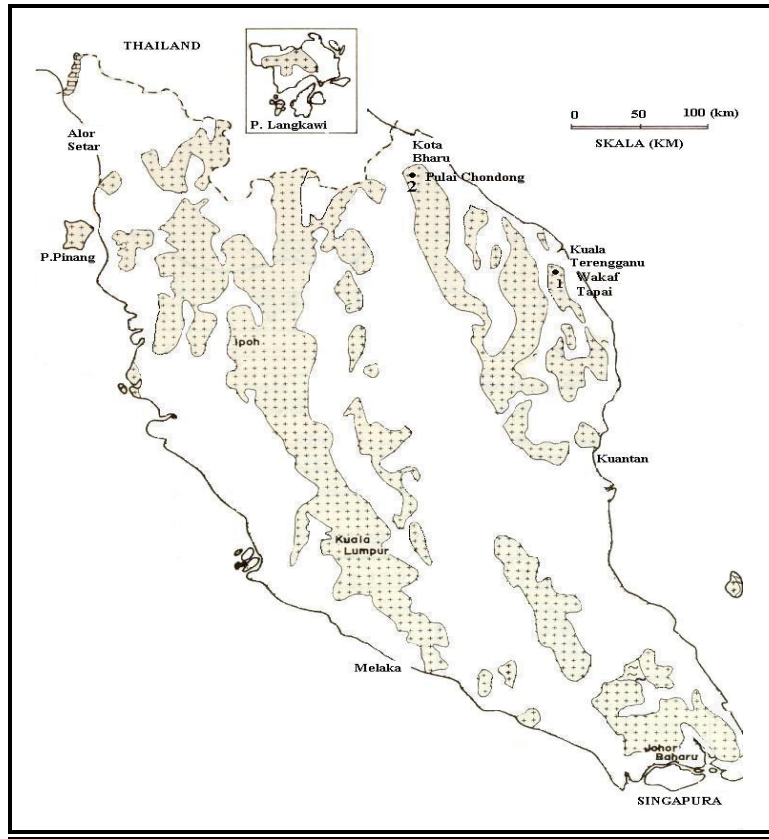 THAILAND
P. Langkawi
0 50 100 (km)
SKALA (KM)
Alor
Setar
Kota
Bharu
Pulai Chondong
2
P.Pinang
Kuala
Terengganu
Wakaf
Tapai
1
Ipoh
Kuantan
Kuala
Lumpur
Melaka
Johor
Baharu
SINGAPURA